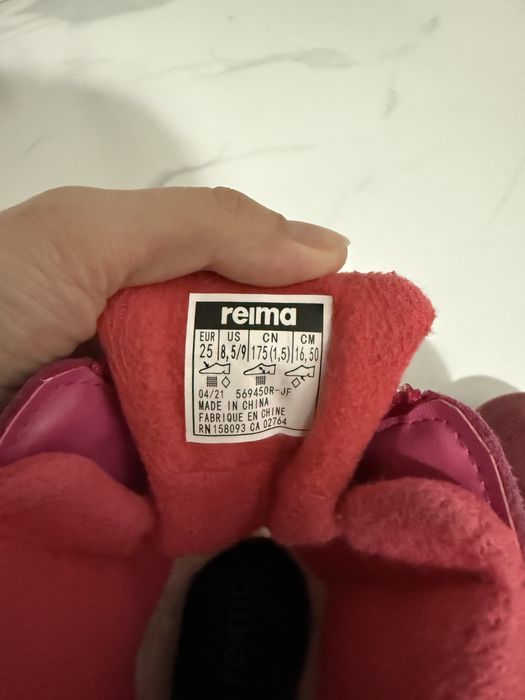 reima
EUR US CN CM
25 8,5/9 175(1,5) 16,50
04/21 569450R-JF
MADE IN CHINA
FABRIQUE EN CHINE
RN158093 CA 02764
reima